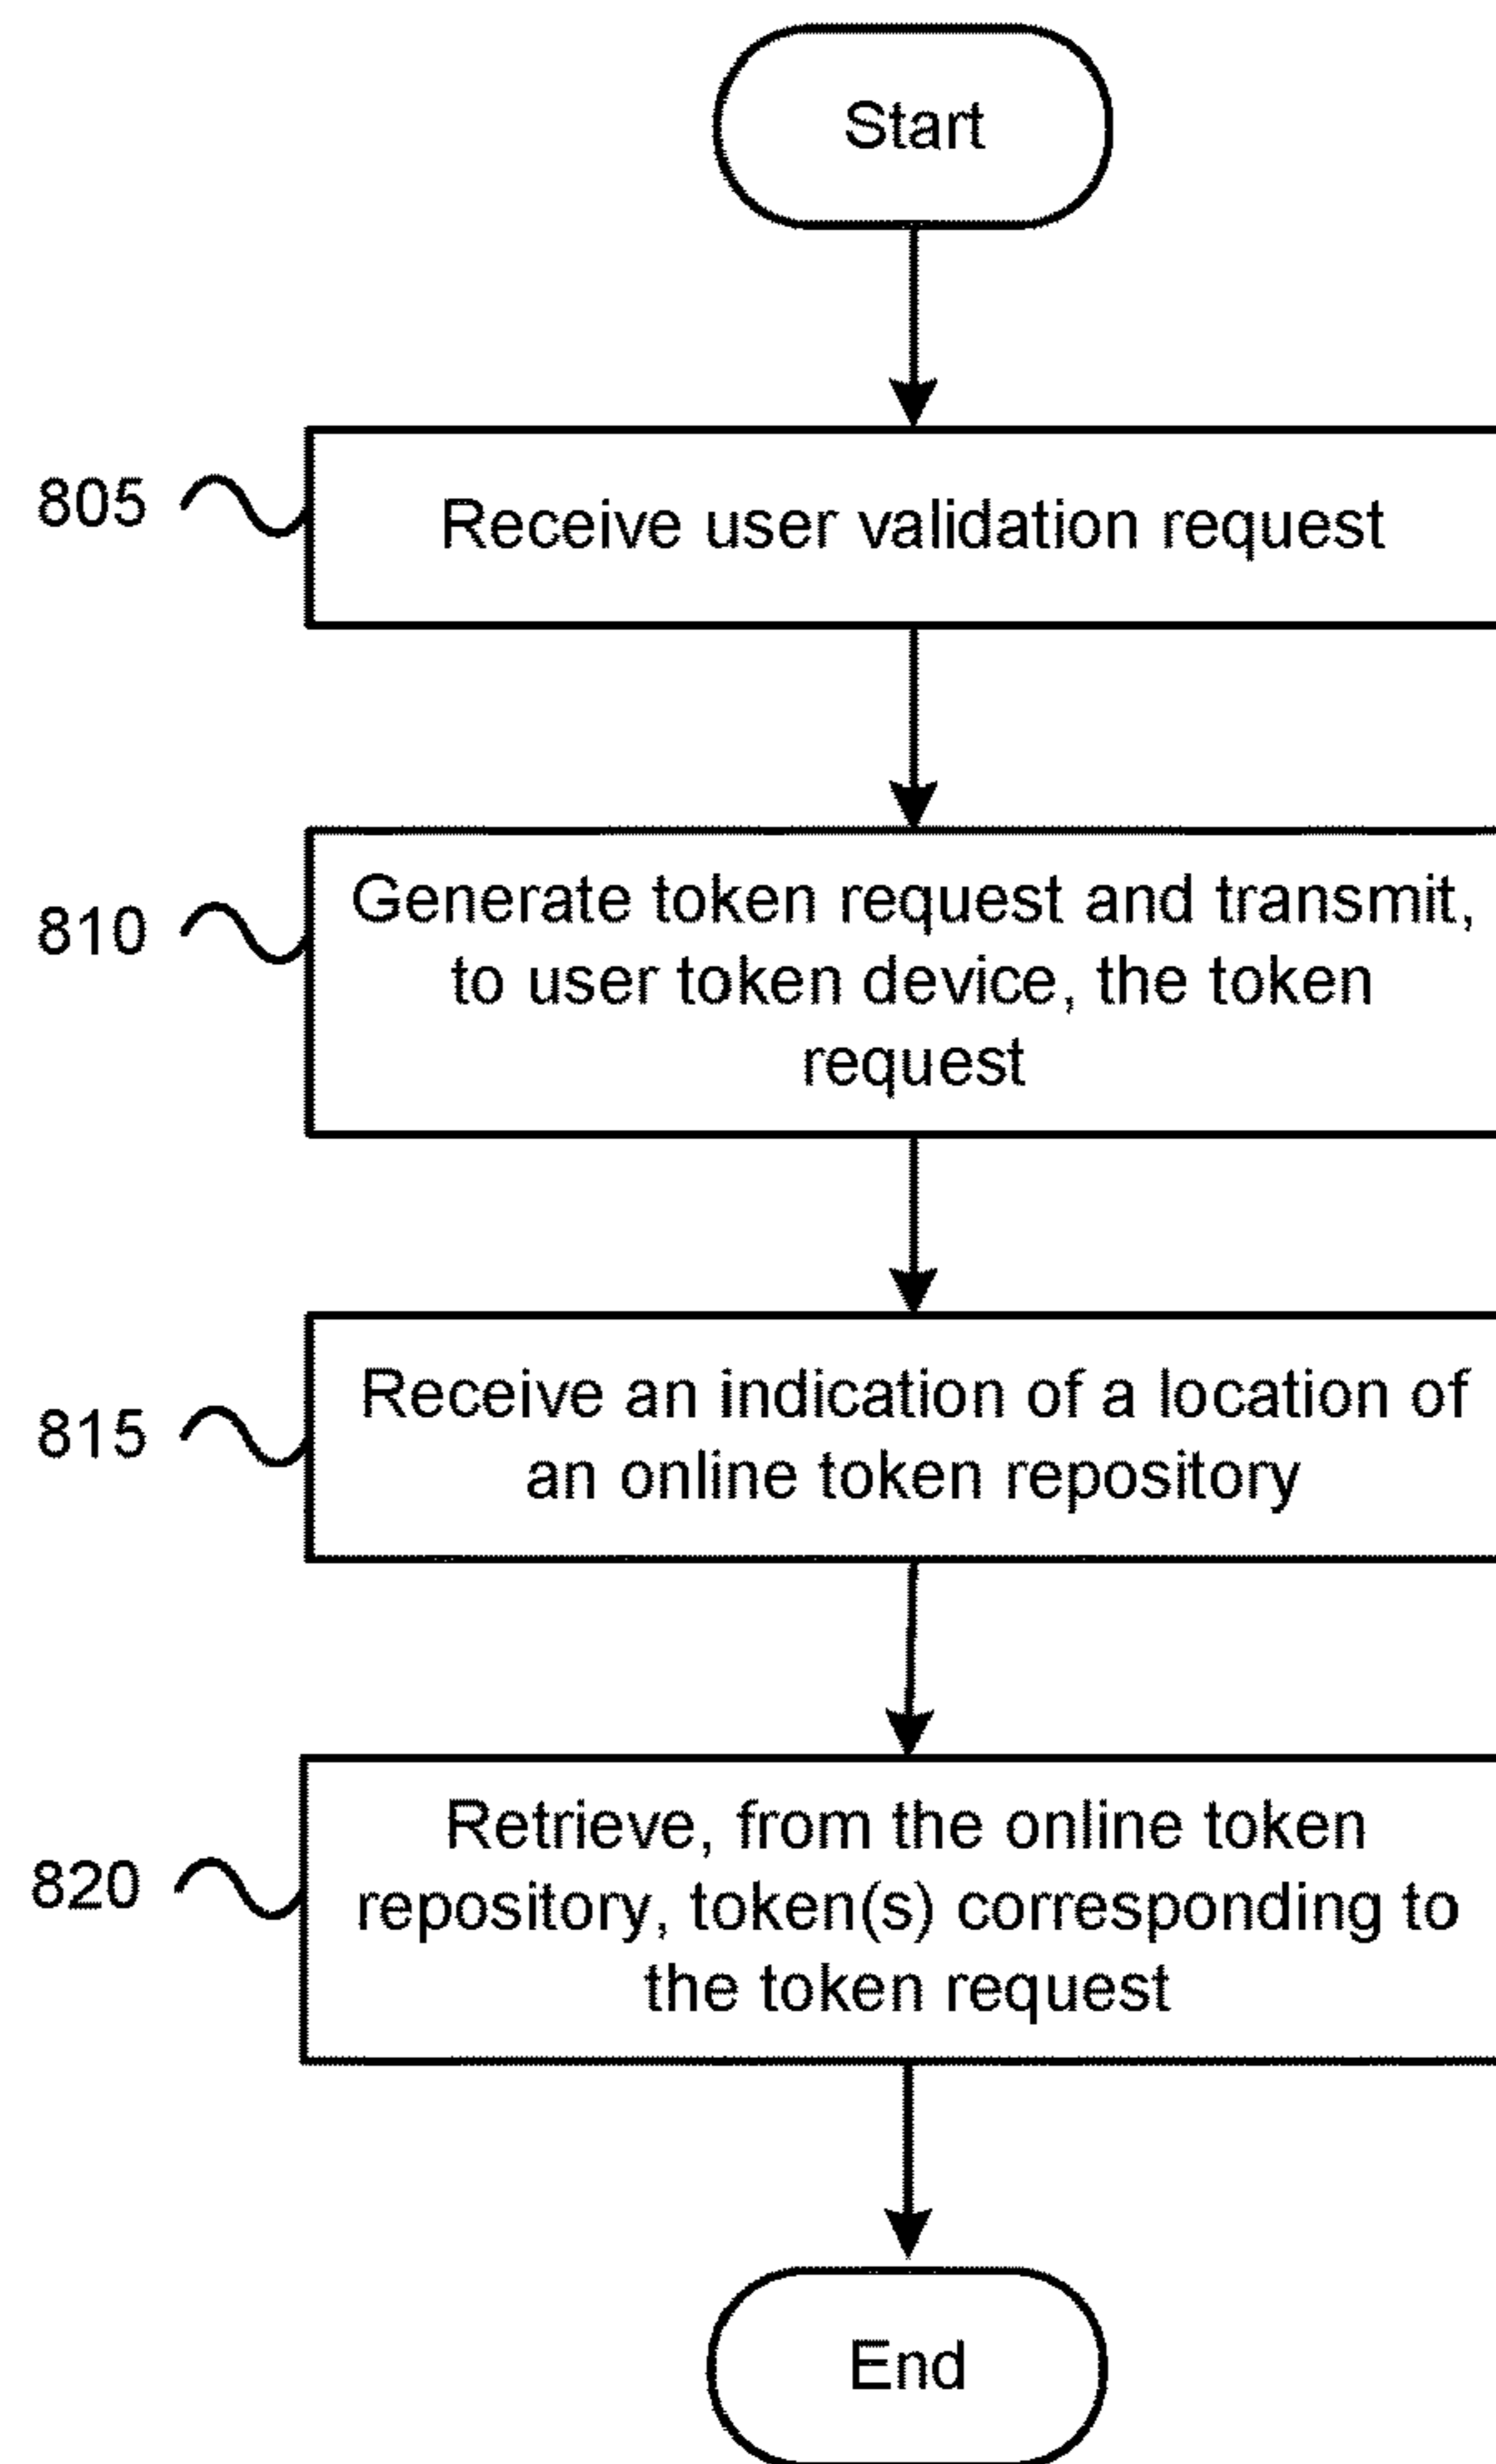 Start
805
Receive user validation request
810
Generate token request and transmit,
to user token device, the token
request
815
Receive an indication of a location of
an online token repository
820
Retrieve, from the online token
repository, token(s) corresponding to
the token request
End